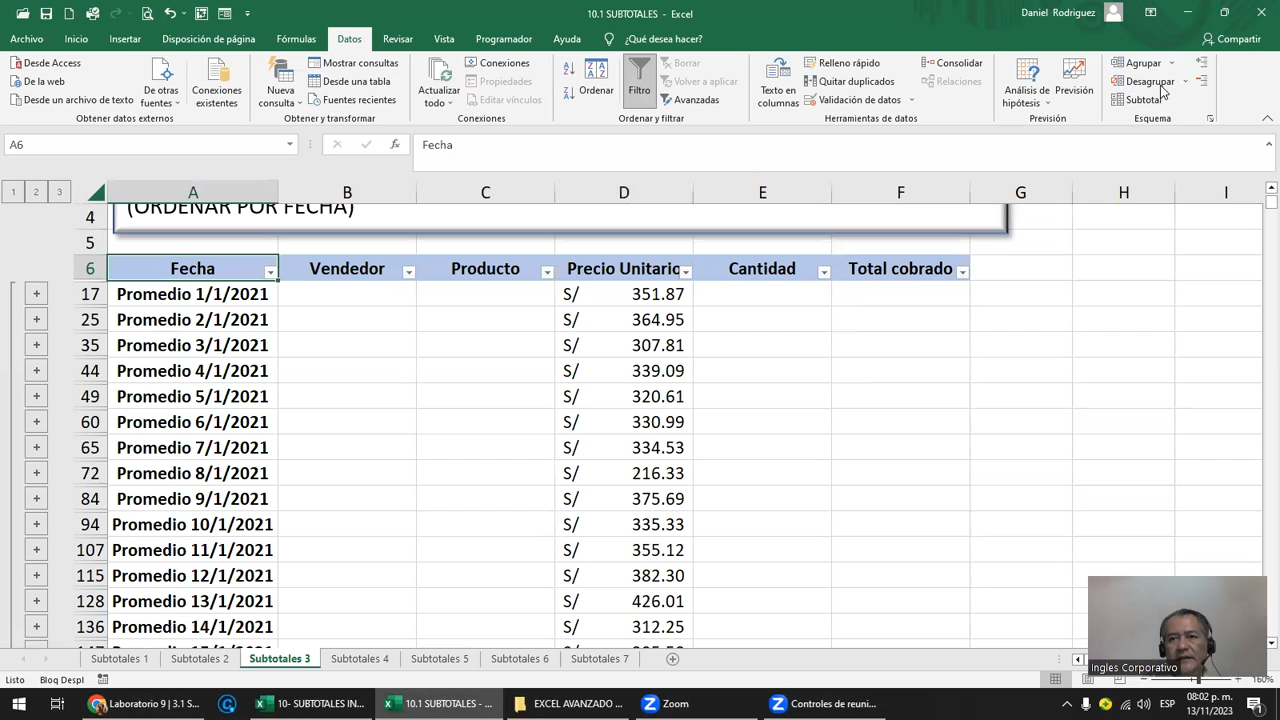 10.1 SUBTOTALES - Excel
Daniel Rodriguez
Archivo Inicio Insertar Disposición de página Fórmulas Datos Revisar Vista Programador Ayuda ¿Qué desea hacer? Compartir
Desde Access
De la web
Desde un archivo de texto
De otras fuentes
Conexiones existentes
Obtener datos externos
Nueva consulta
Mostrar consultas
Desde una tabla
Fuentes recientes
Obtener y transformar
Actualizar todo
Conexiones
Propiedades
Editar vínculos
Conexiones
Ordenar
Filtro
Borrar
Volver a aplicar
Avanzadas
Ordenar y filtrar
Texto en columnas
Relleno rápido
Quitar duplicados
Validación de datos
Consolidar
Relaciones
Herramientas de datos
Análisis de hipótesis
Previsión
Previsión
Agrupar
Desagrupar
Subtotal
Esquema
A6 fx Fecha
1 2 3 A B C D E F G H I
4 (ORDENAR POR FECHA)
5
6 Fecha Vendedor Producto Precio Unitario Cantidad Total cobrado
17 Promedio 1/1/2021 S/ 351.87
25 Promedio 2/1/2021 S/ 364.95
35 Promedio 3/1/2021 S/ 307.81
44 Promedio 4/1/2021 S/ 339.09
49 Promedio 5/1/2021 S/ 320.61
60 Promedio 6/1/2021 S/ 330.99
65 Promedio 7/1/2021 S/ 334.53
72 Promedio 8/1/2021 S/ 216.33
84 Promedio 9/1/2021 S/ 375.69
94 Promedio 10/1/2021 S/ 335.33
107 Promedio 11/1/2021 S/ 355.12
115 Promedio 12/1/2021 S/ 382.30
128 Promedio 13/1/2021 S/ 426.01
136 Promedio 14/1/2021 S/ 312.25
Ingles Corporativo
Subtotales 1 Subtotales 2 Subtotales 3 Subtotales 4 Subtotales 5 Subtotales 6 Subtotales 7
Listo Bloq Despl 160%
Laboratorio 9 | 3.1 S... 10- SUBTOTALES IN... 10.1 SUBTOTALES - ... EXCEL AVANZADO ... Zoom Controles de reuni... ESP 08:02 p. m.
13/11/2023